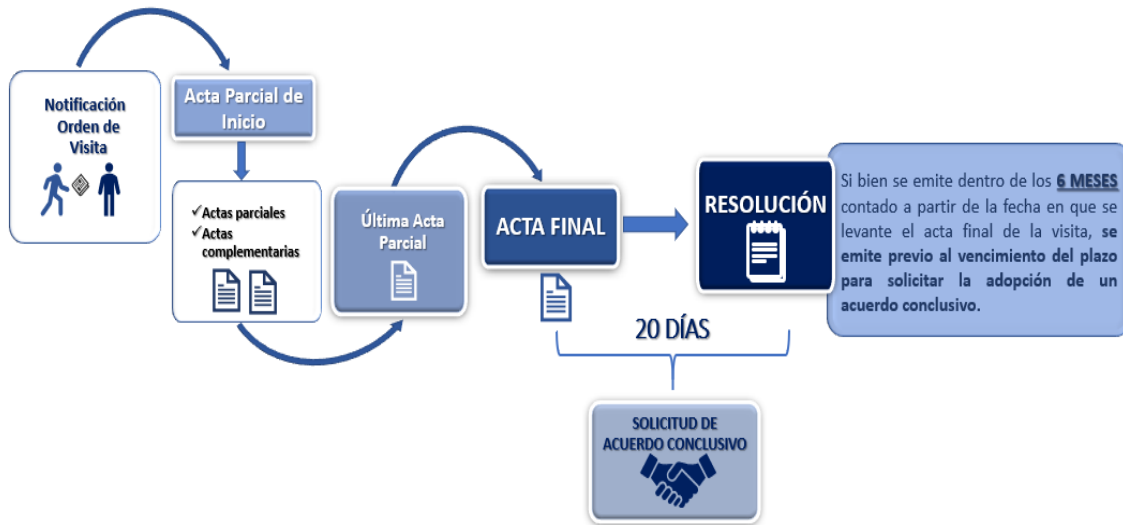 Notificación
Orden de
Visita
Acta Parcial de
Inicio
✓Actas parciales
✓Actas
complementarias
Última Acta
Parcial
ACTA FINAL
RESOLUCIÓN
Si bien se emite dentro de los 6 MESES
contado a partir de la fecha en que se
levante el acta final de la visita, se
emite previo al vencimiento del plazo
para solicitar la adopción de un
acuerdo conclusivo.
20 DÍAS
SOLICITUD DE
ACUERDO CONCLUSIVO